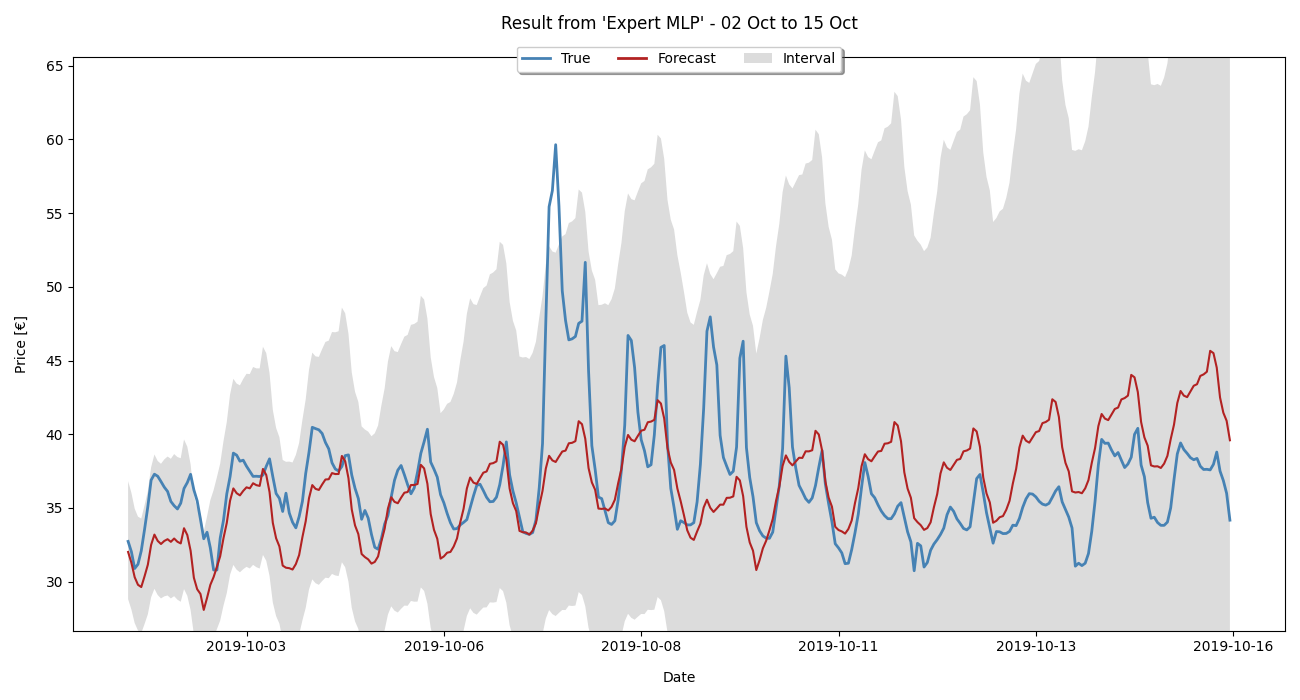 Result from 'Expert MLP' - 02 Oct to 15 Oct
True Forecast Interval
65
60
55
50
45
40
35
30
Price [€]
2019-10-03 2019-10-06 2019-10-08 2019-10-11 2019-10-13 2019-10-16
Date